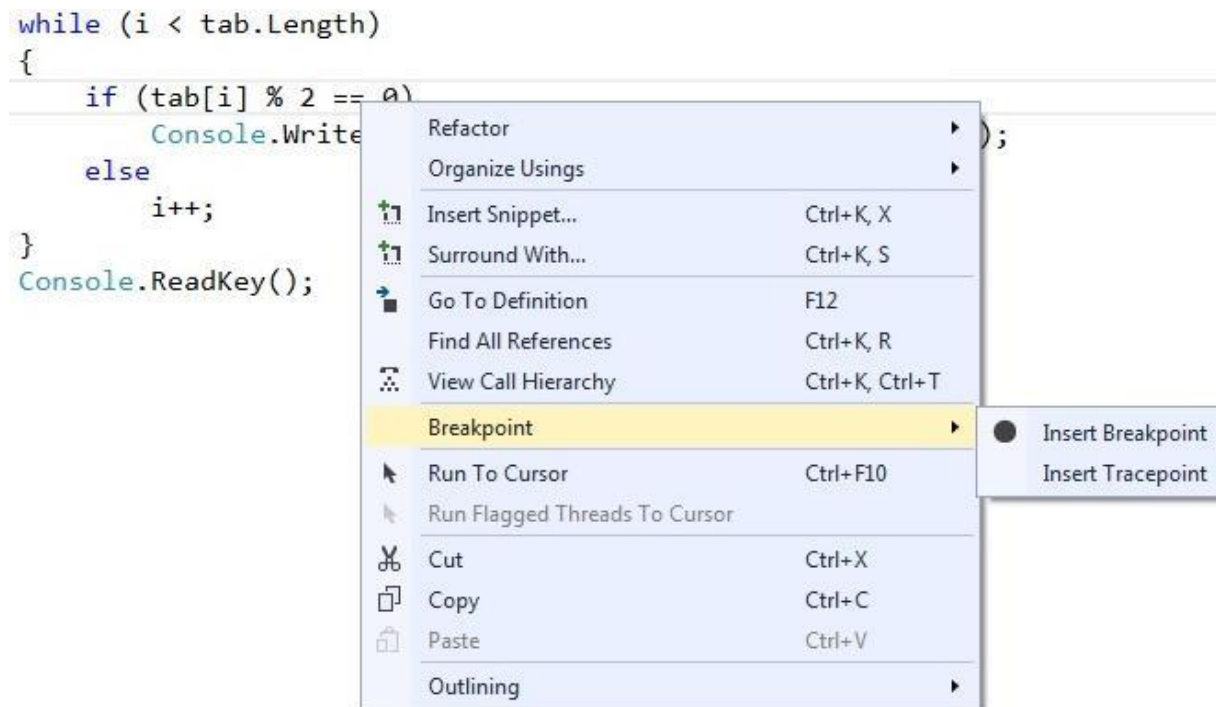 while (i < tab.Length)
{
if (tab[i] % 2 == 0)
Console.Write );
else
i++;
}
Console.ReadKey();
Refactor
Organize Usings
Insert Snippet... Ctrl+K, X
Surround With... Ctrl+K, S
Go To Definition F12
Find All References Ctrl+K, R
View Call Hierarchy Ctrl+K, Ctrl+T
Breakpoint
Insert Breakpoint
Insert Tracepoint
Run To Cursor Ctrl+F10
Run Flagged Threads To Cursor
Cut Ctrl+X
Copy Ctrl+C
Paste Ctrl+V
Outlining